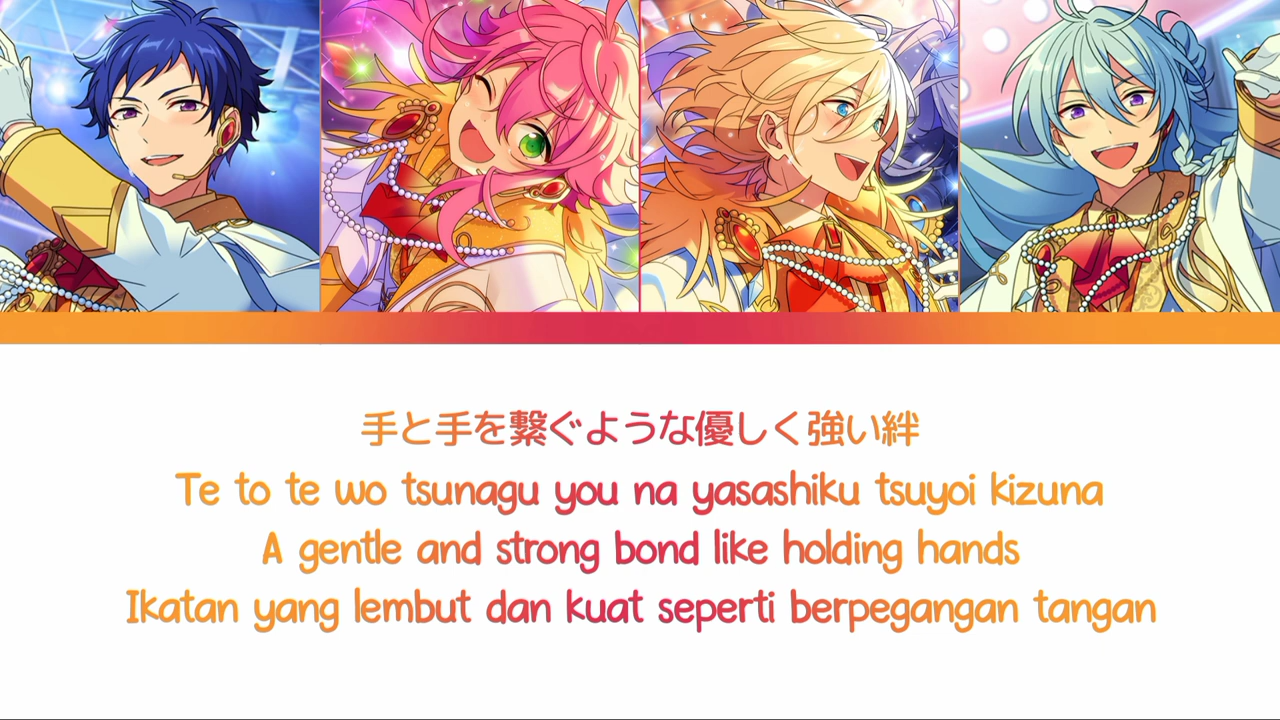 手と手を繋ぐような優しく強い絆
Te to te wo tsunagu you na yasashiku tsuyoi kizuna
A gentle and strong bond like holding hands
Ikatan yang lembut dan kuat seperti berpegangan tangan